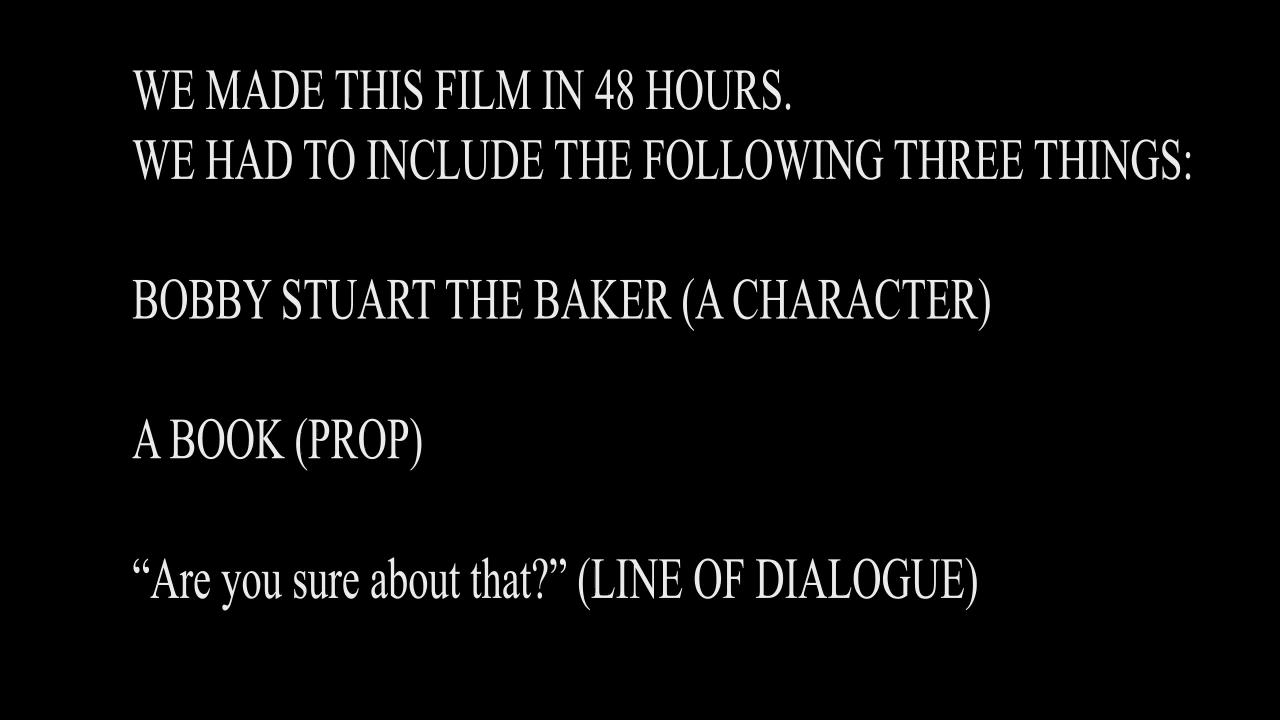 WE MADE THIS FILM IN 48 HOURS.
WE HAD TO INCLUDE THE FOLLOWING THREE THINGS:
BOBBY STUART THE BAKER (A CHARACTER)
A BOOK (PROP)
“Are you sure about that?” (LINE OF DIALOGUE)